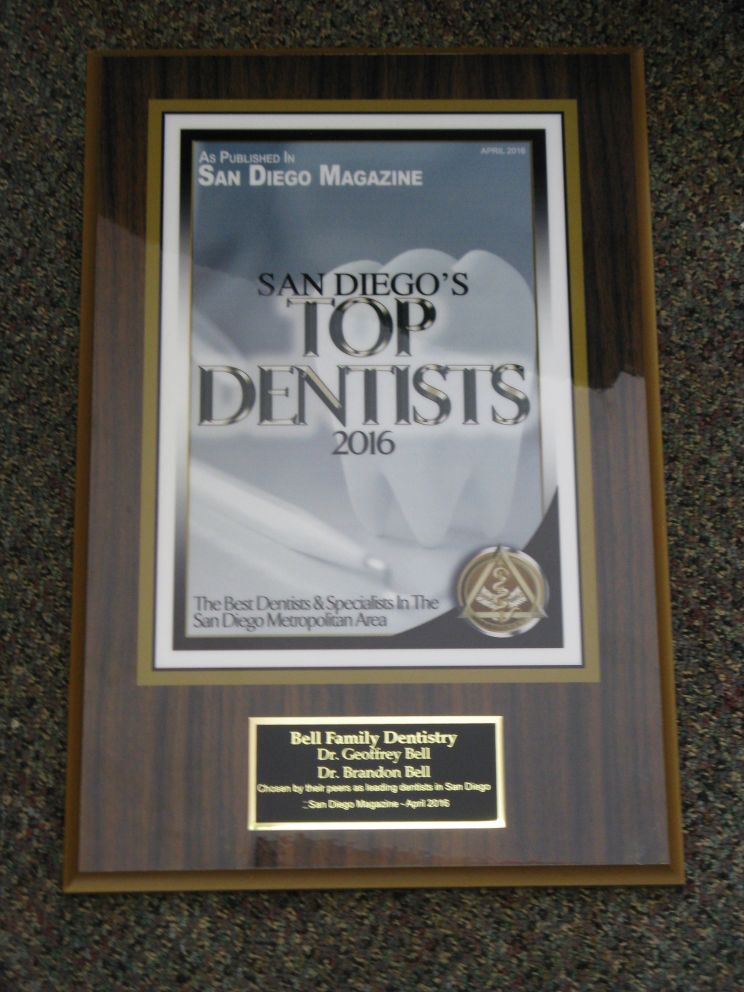 As Published In
San Diego Magazine
APRIL 2016
SAN DIEGO'S
TOP
DENTISTS
2016
The Best Dentists & Specialists In The
San Diego Metropolitan Area
Bell Family Dentistry
Dr. Geoffrey Bell
Dr. Brandon Bell
Chosen by their peers as leading dentists in San Diego
San Diego Magazine - April 2016